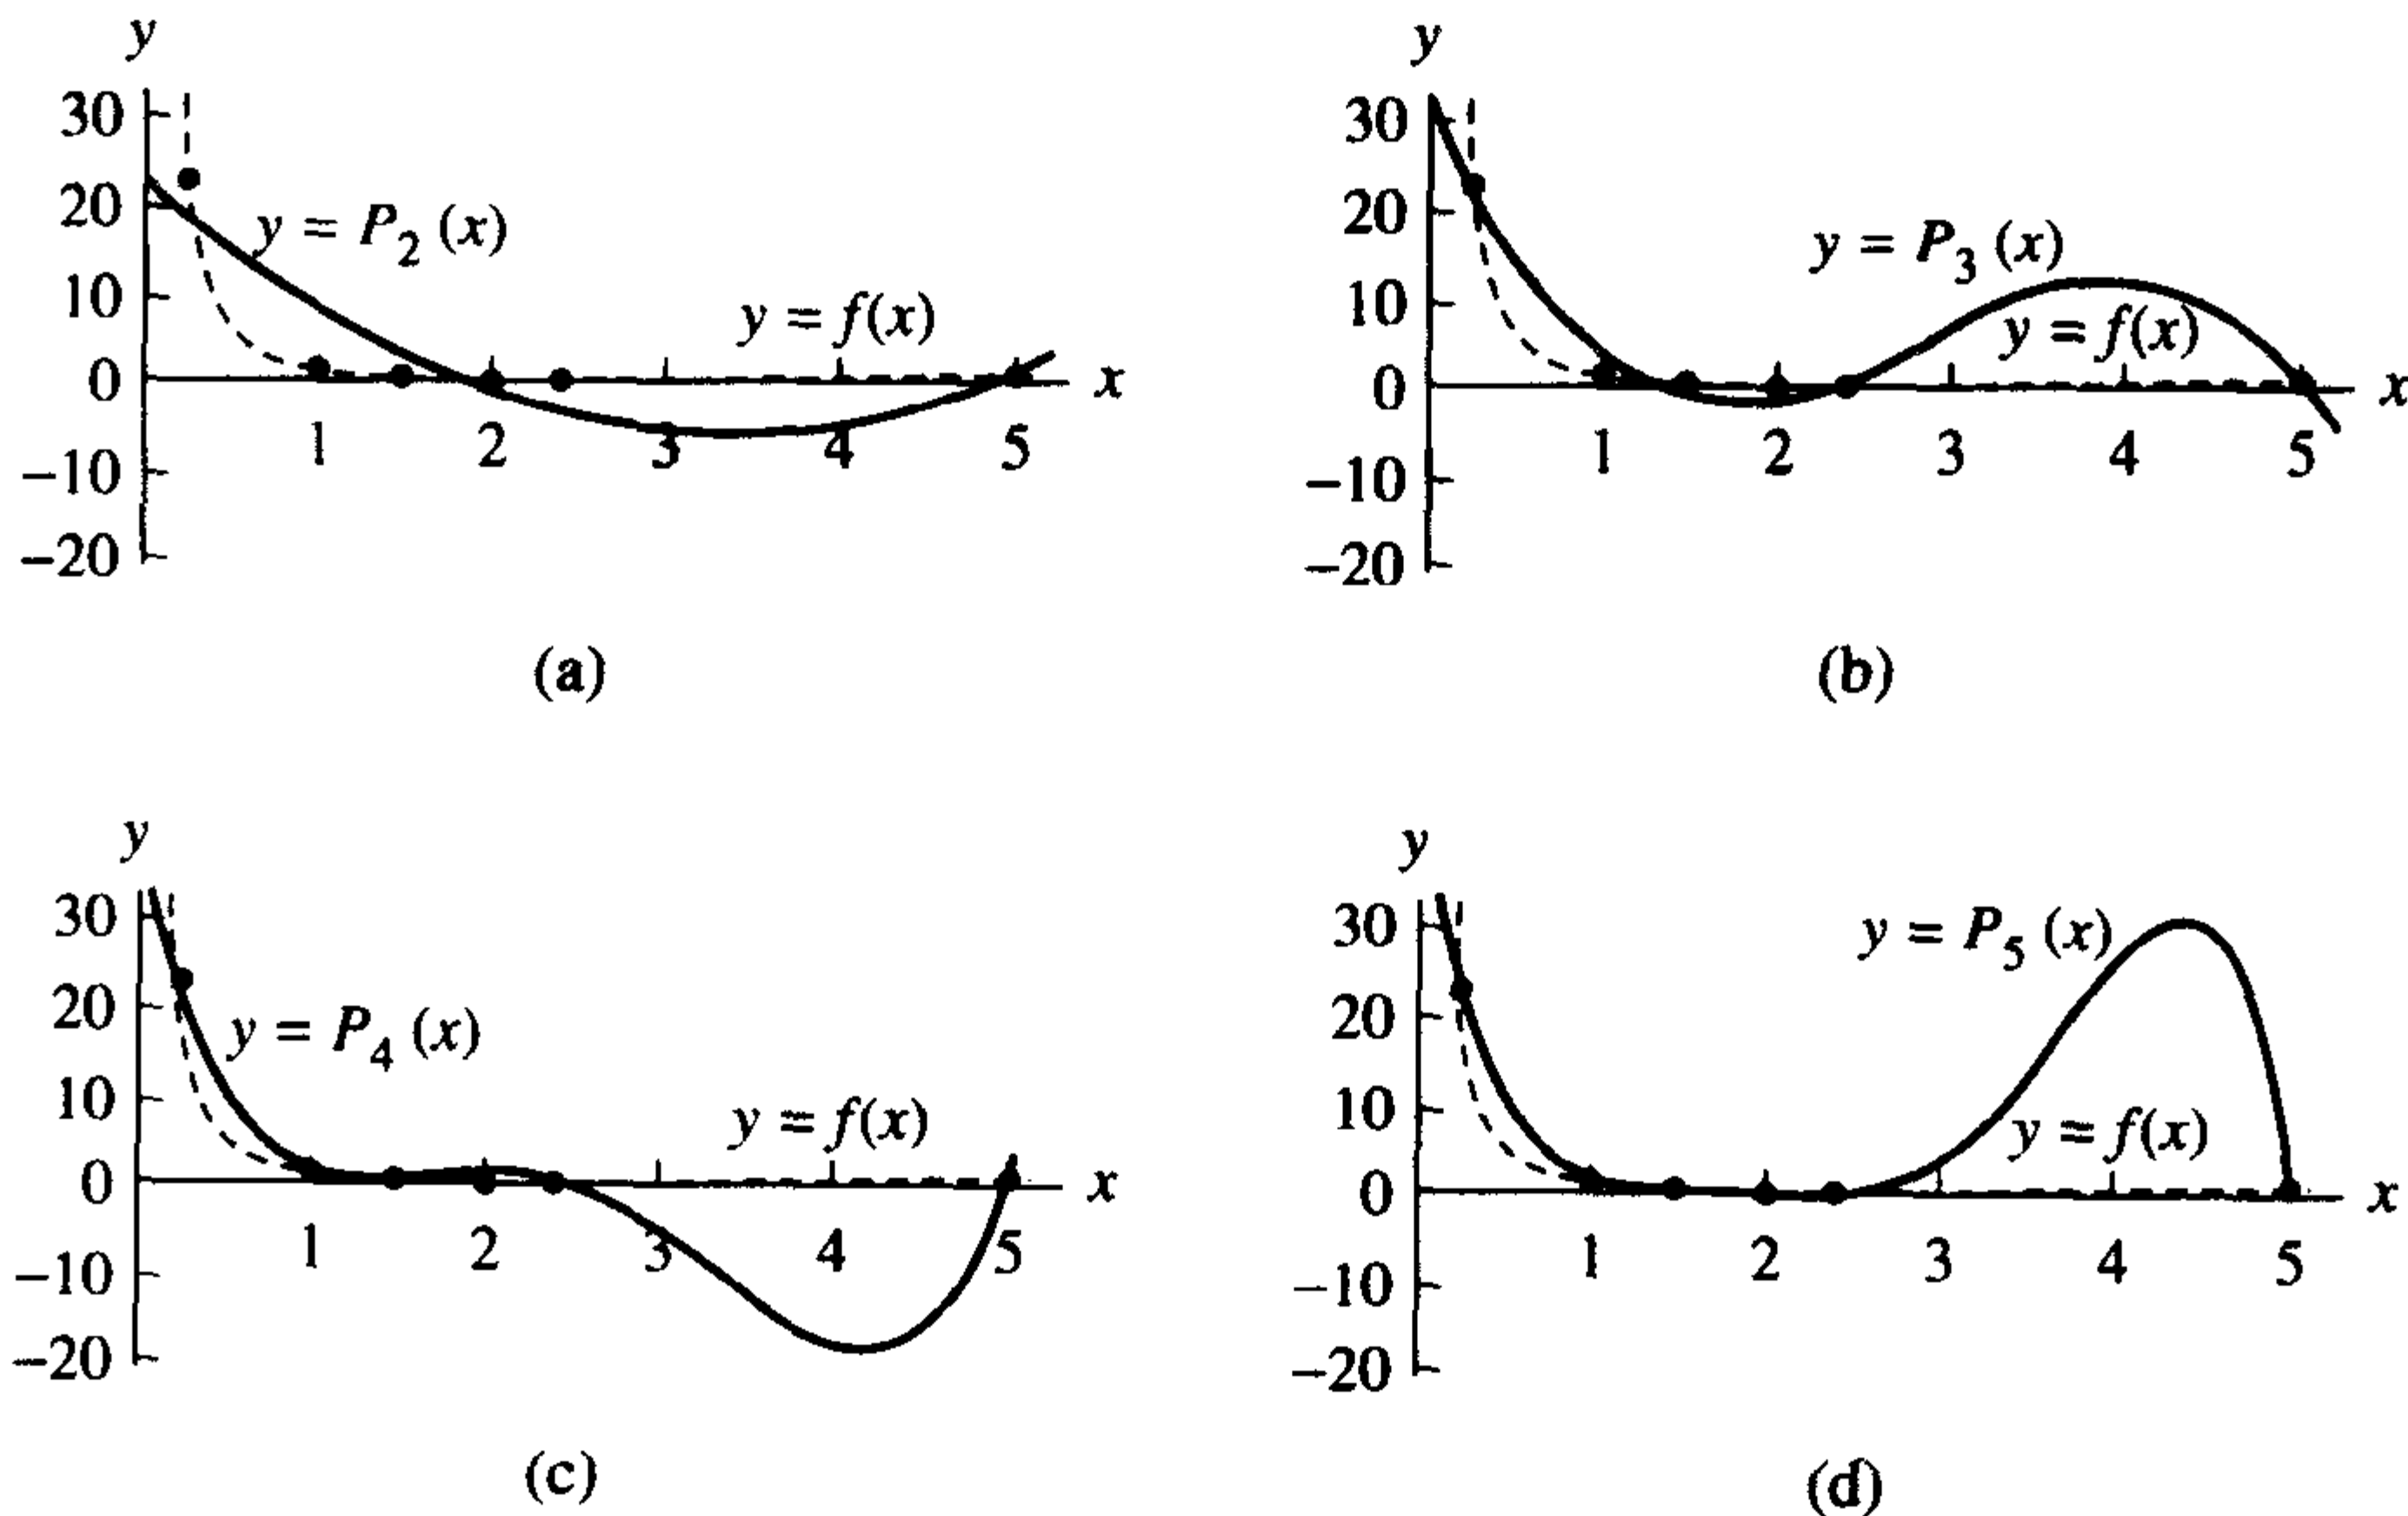 y
30
20
10
0
−10
−20
y = P2 (x)
y = f(x)
1 2 3 4 5
x
(a)
y
30
20
10
0
−10
−20
y = P3 (x)
y = f(x)
1 2 3 4 5
x
(b)
y
30
20
10
0
−10
−20
y = P4 (x)
y = f(x)
1 2 3 4 5
x
(c)
y
30
20
10
0
−10
−20
y = P5 (x)
y = f(x)
1 2 3 4 5
x
(d)